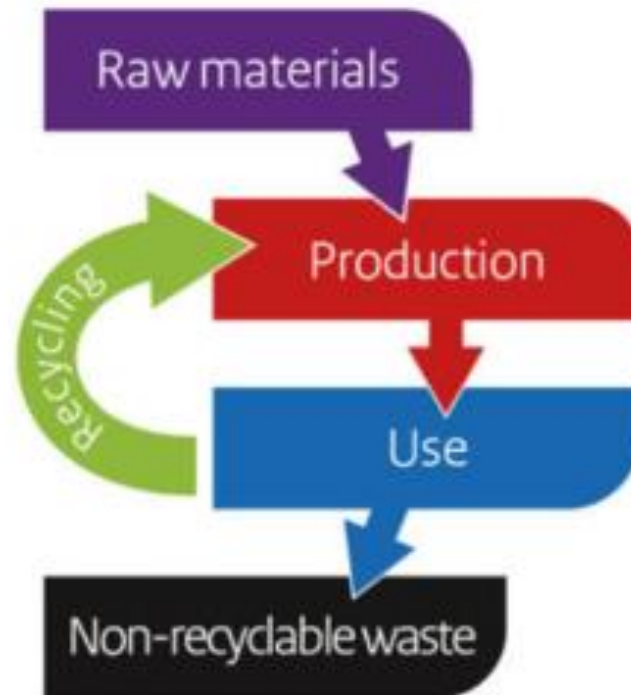 Raw materials
Production
Recycling
Use
Non-recyclable waste